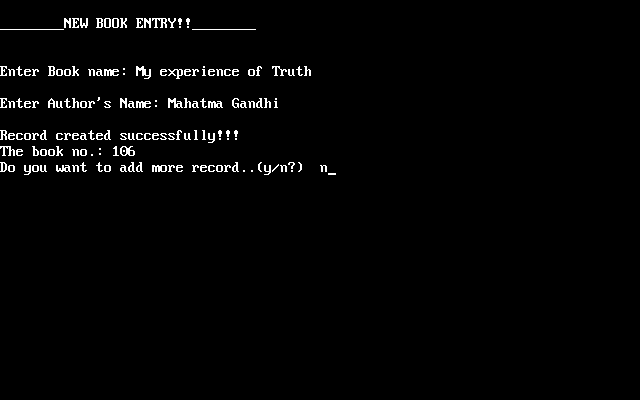 ________NEW BOOK ENTRY!!________
Enter Book name: My experience of Truth
Enter Author's Name: Mahatma Gandhi
Record created successfully!!!
The book no.: 106
Do you want to add more record..(y/n?)  n_